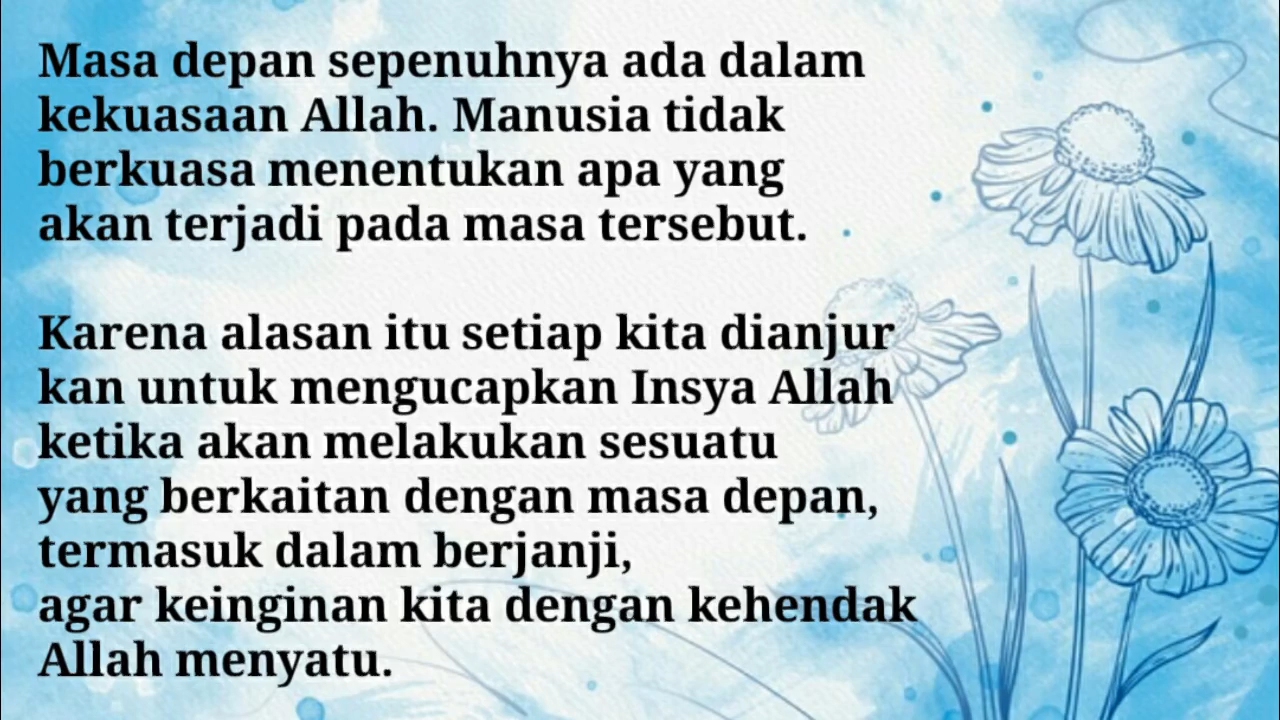 Masa depan sepenuhnya ada dalam
kekuasaan Allah. Manusia tidak
berkuasa menentukan apa yang
akan terjadi pada masa tersebut.
Karena alasan itu setiap kita dianjur
kan untuk mengucapkan Insya Allah
ketika akan melakukan sesuatu
yang berkaitan dengan masa depan,
termasuk dalam berjanji,
agar keinginan kita dengan kehendak
Allah menyatu.